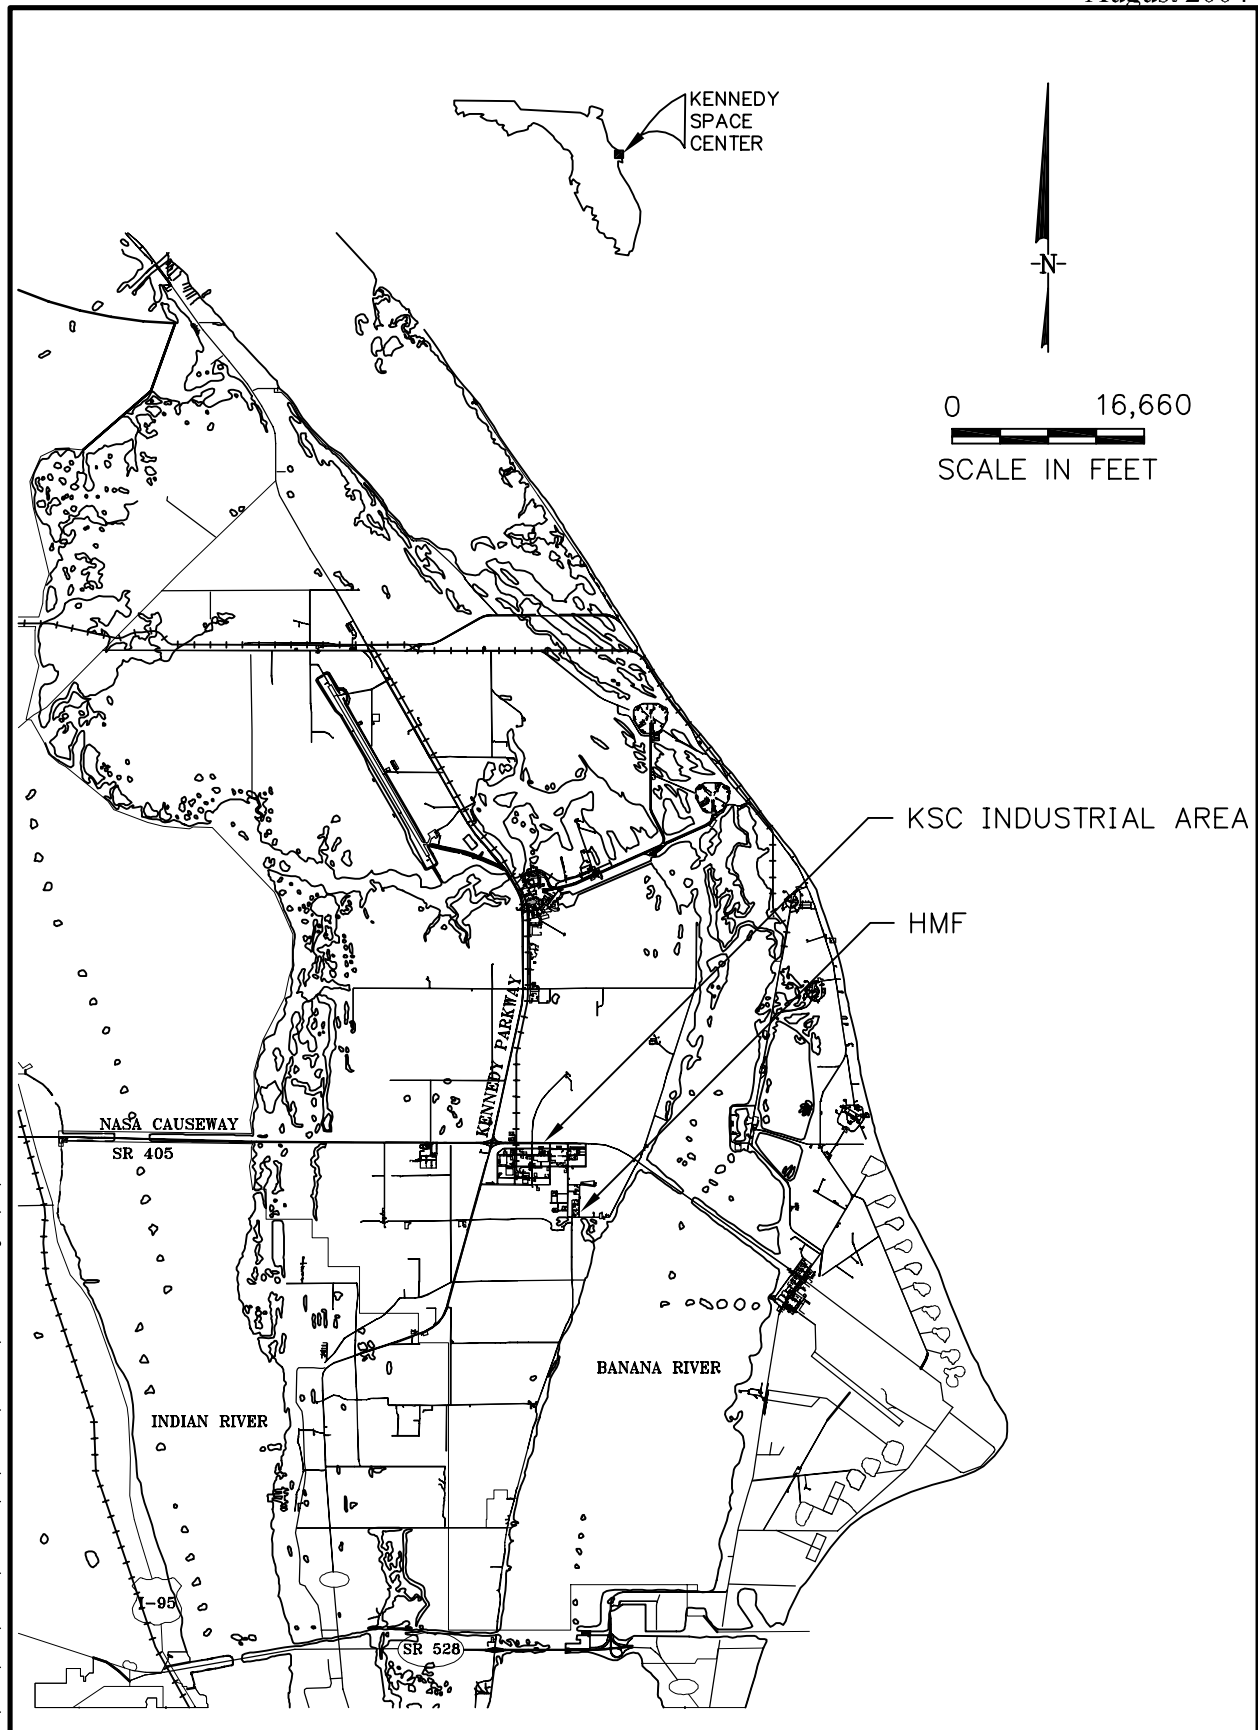 KENNEDY
SPACE
CENTER
-N-
0 16,660
SCALE IN FEET
KSC INDUSTRIAL AREA
HMF
KENNEDY PARKWAY
NASA CAUSEWAY
SR 405
BANANA RIVER
INDIAN RIVER
I-95
SR 528